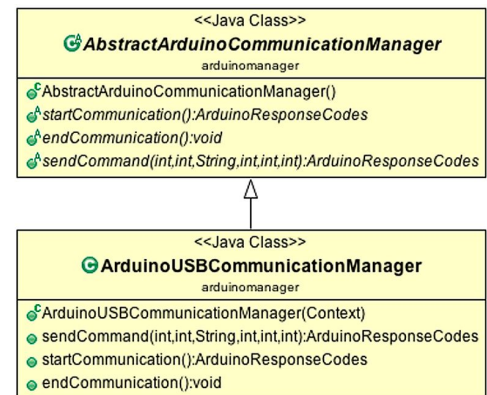 <<Java Class>>
AbstractArduinoCommunicationManager
arduinomanager
AbstractArduinoCommunicationManager()
startCommunication():ArduinoResponseCodes
endCommunication():void
sendCommand(int,int,String,int,int,int):ArduinoResponseCodes
<<Java Class>>
ArduinoUSBCommunicationManager
arduinomanager
ArduinoUSBCommunicationManager(Context)
sendCommand(int,int,String,int,int,int):ArduinoResponseCodes
startCommunication():ArduinoResponseCodes
endCommunication():void